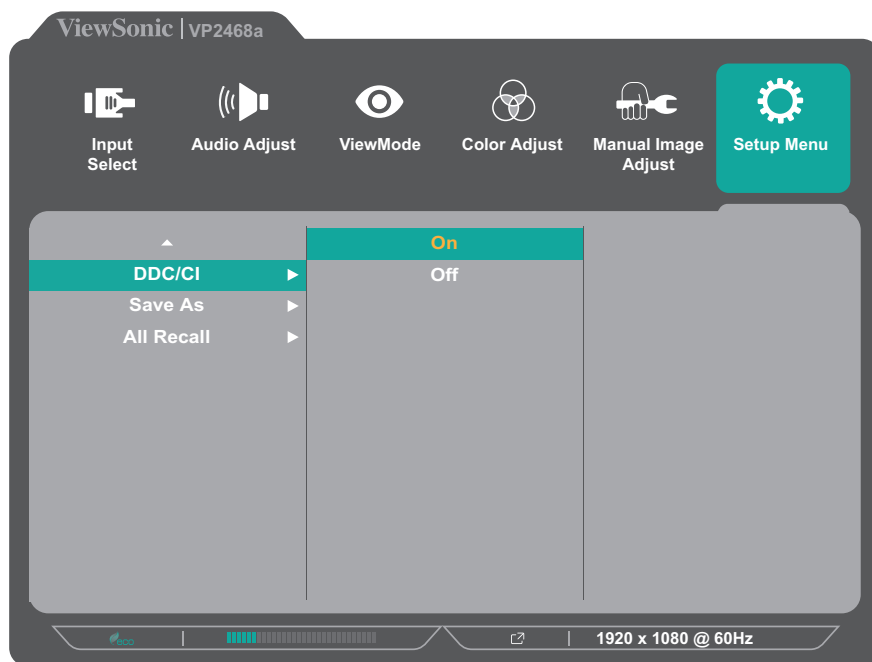 ViewSonic | VP2468a
Input Select
Audio Adjust
ViewMode
Color Adjust
Manual Image Adjust
Setup Menu
On
DDC/CI
Off
Save As
All Recall
eco
1920 x 1080 @ 60Hz